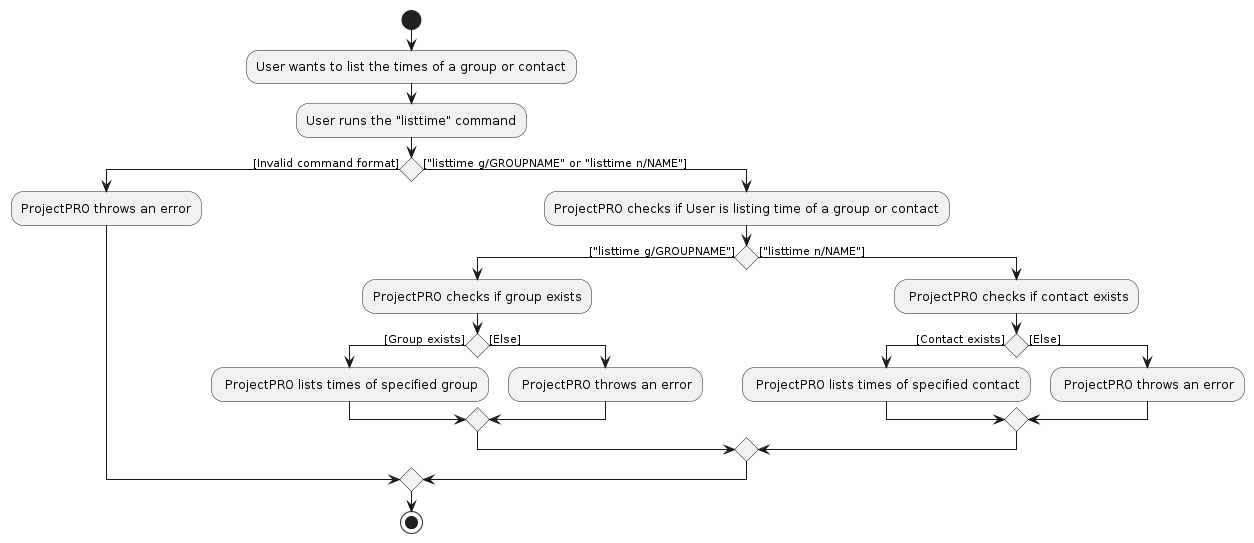 User wants to list the times of a group or contact
User runs the "listtime" command
[Invalid command format]
["listtime g/GROUPNAME" or "listtime n/NAME"]
ProjectPRO throws an error
ProjectPRO checks if User is listing time of a group or contact
["listtime g/GROUPNAME"]
["listtime n/NAME"]
ProjectPRO checks if group exists
ProjectPRO checks if contact exists
[Group exists]
[Else]
[Contact exists]
[Else]
ProjectPRO lists times of specified group
ProjectPRO throws an error
ProjectPRO lists times of specified contact
ProjectPRO throws an error